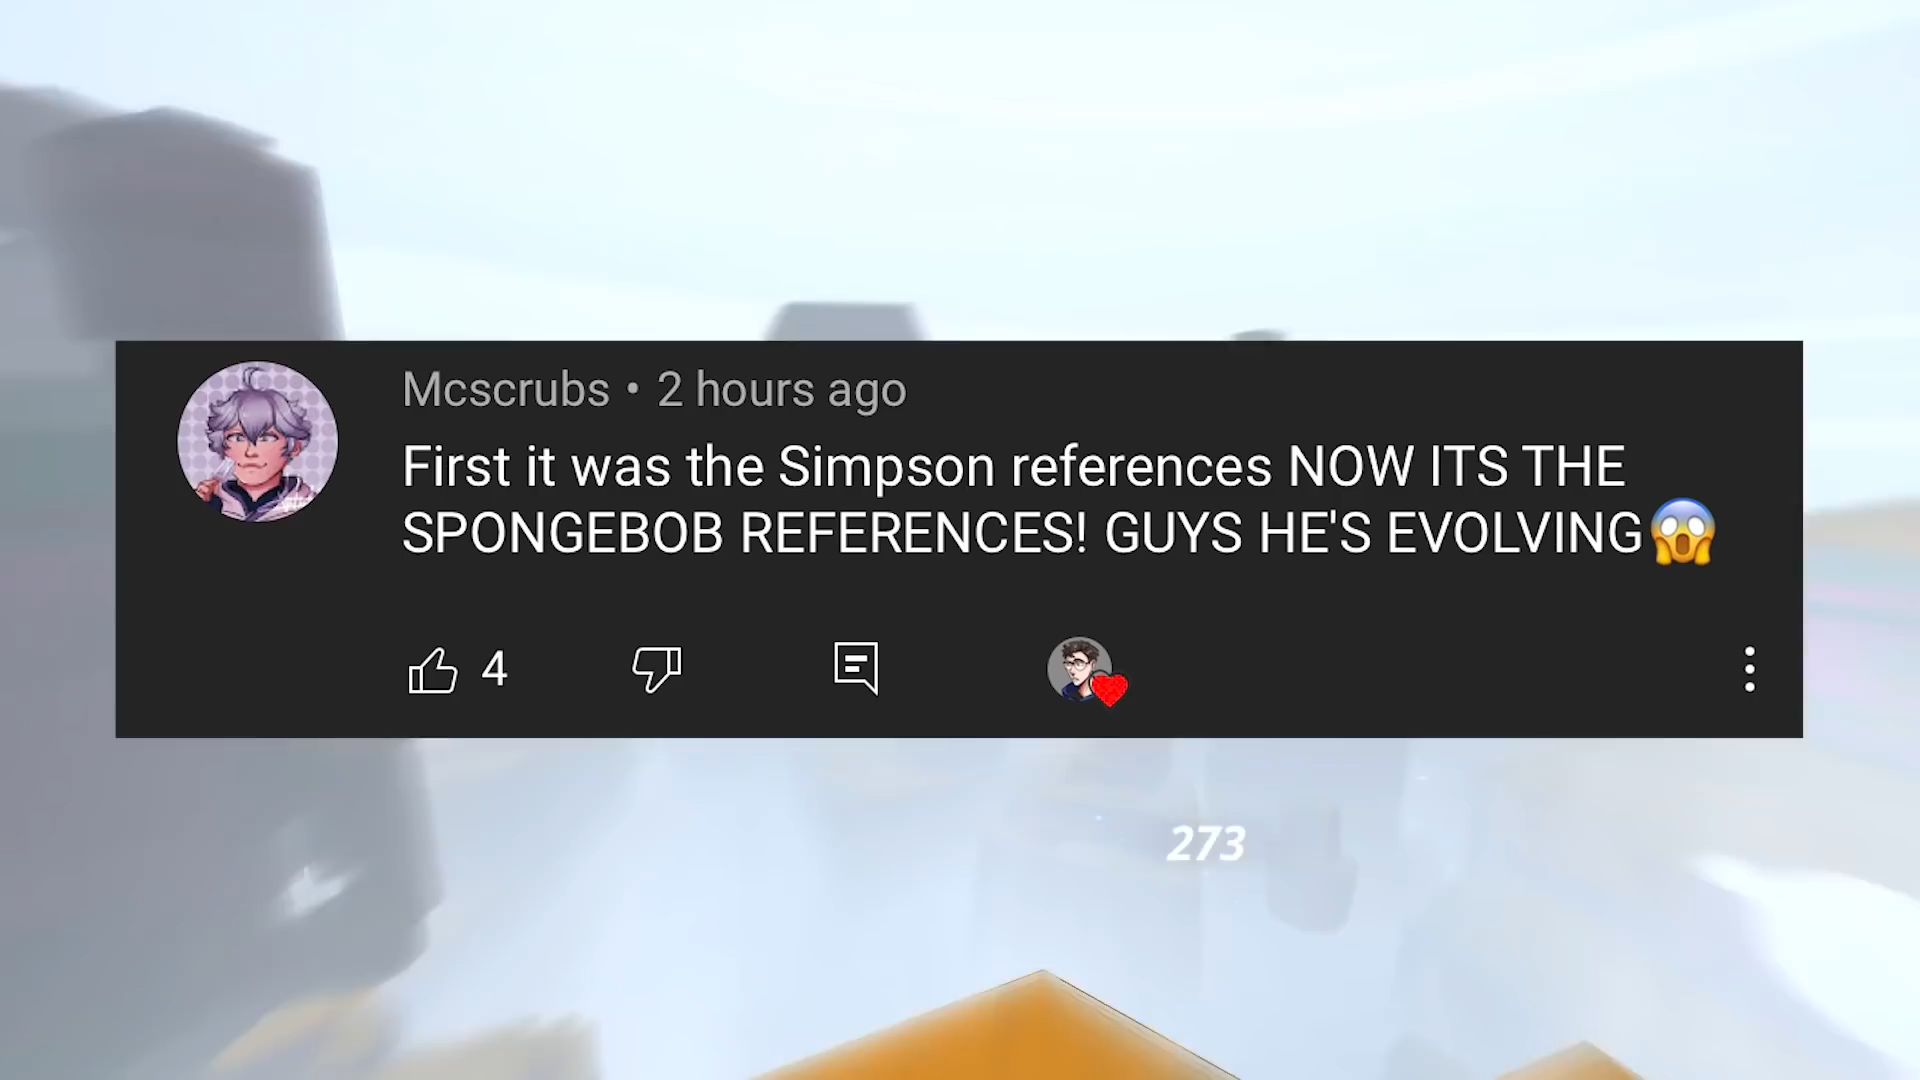 Mcscrubs • 2 hours ago
First it was the Simpson references NOW ITS THE
SPONGEBOB REFERENCES! GUYS HE'S EVOLVING😱
4
273